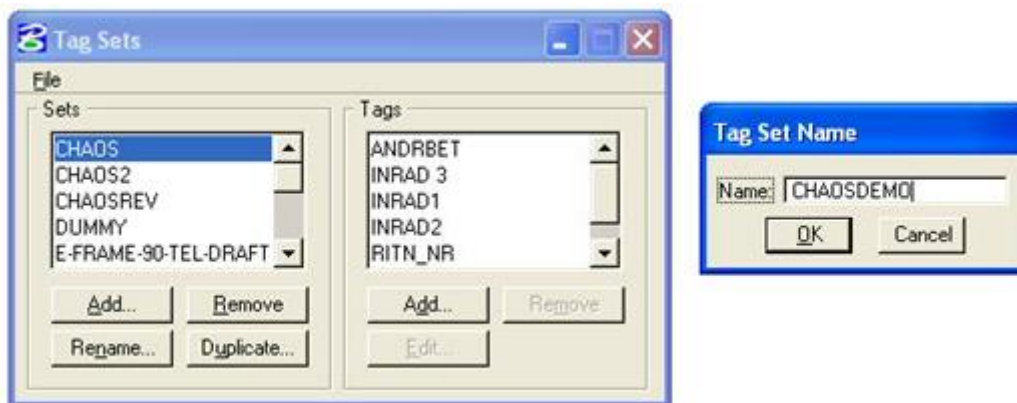 Tag Sets
File
Sets
CHAOS
CHAOS2
CHAOSREV
DUMMY
E-FRAME-90-TEL-DRAFT
Add...
Remove
Rename...
Duplicate...
Tags
ANDRBET
INRAD 3
INRAD1
INRAD2
RITN_NR
Add...
Remove
Edit...
Tag Set Name
Name: CHAOSDEMO
OK
Cancel